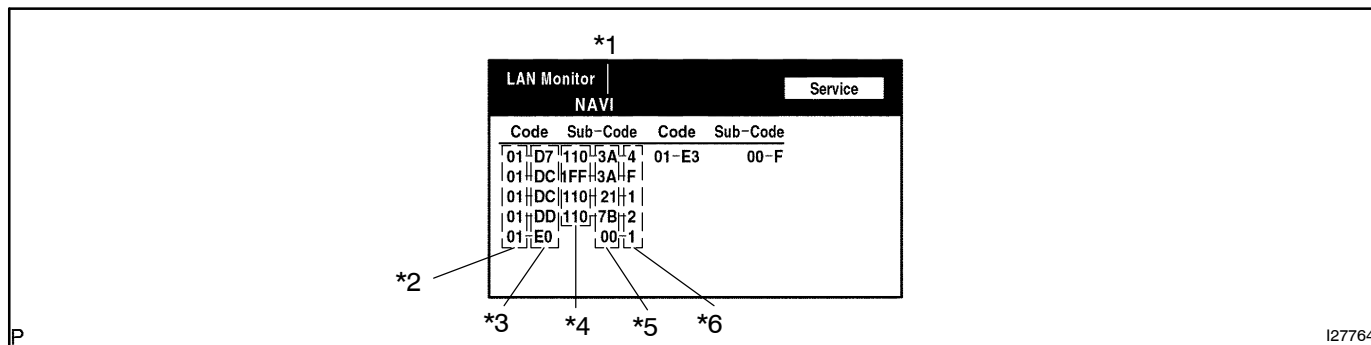 *1
LAN Monitor
Service
NAVI
Code Sub-Code Code Sub-Code
01-D7 110-3A-4 01-E3 00-F
01-DC 1FF-3A-F
01-DC 110-21-1
01-DD 110-7B-2
01-E0 00-1
*2
*3 *4 *5 *6
P
I27764